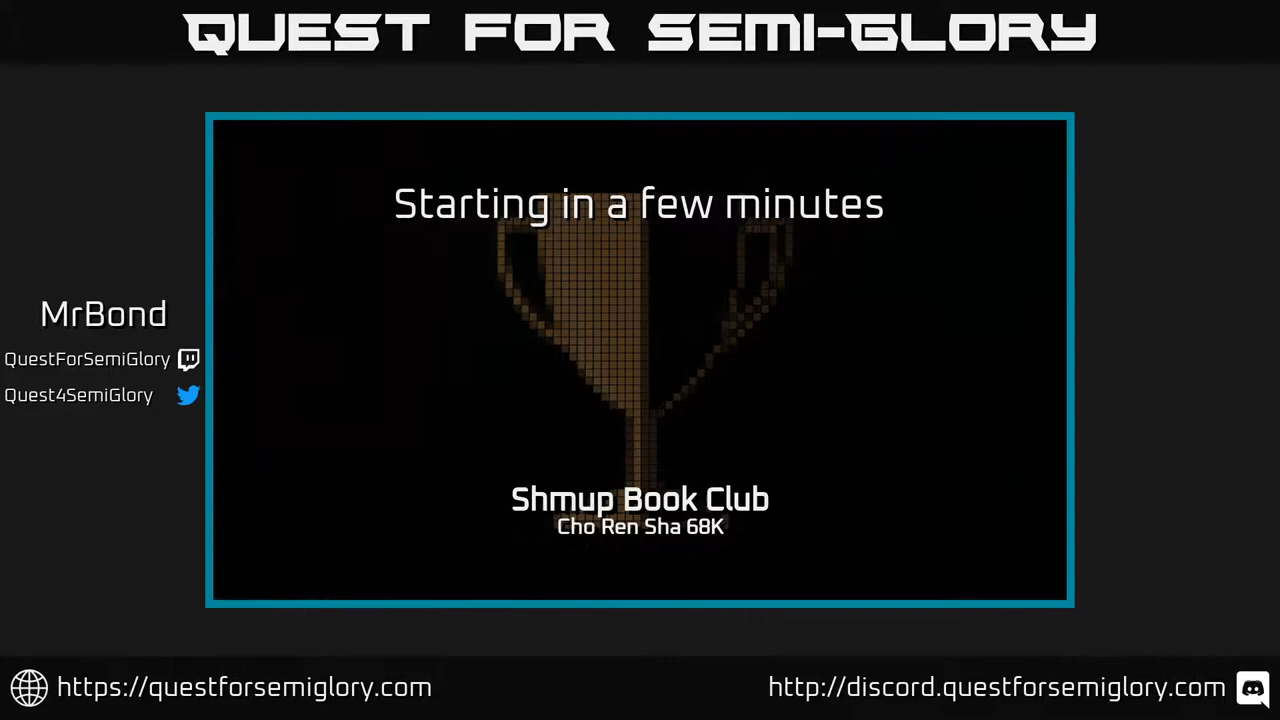 QUEST FOR SEMI-GLORY
Starting in a few minutes
MrBond
QuestForSemiGlory
Quest4SemiGlory
Shmup Book Club
Cho Ren Sha 68K
https://questforsemiglory.com
http://discord.questforsemiglory.com